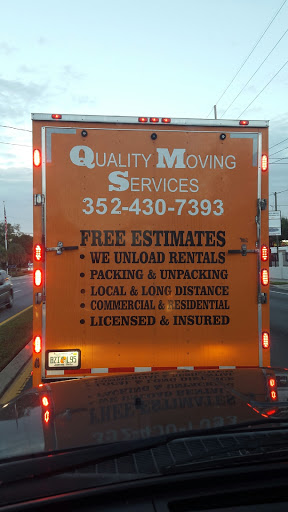 QUALITY MOVING
SERVICES
352-430-7393
FREE ESTIMATES
• WE UNLOAD RENTALS
• PACKING & UNPACKING
• LOCAL & LONG DISTANCE
• COMMERCIAL & RESIDENTIAL
• LICENSED & INSURED